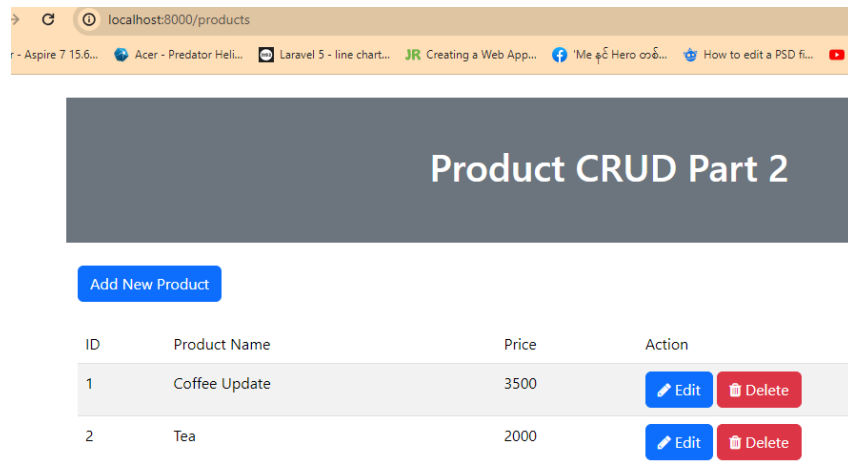 localhost:8000/products
r - Aspire 7 15.6... Acer - Predator Heli... Laravel 5 - line chart... JR Creating a Web App... 'Me နှင့် Hero တစ်... How to edit a PSD fi...
Product CRUD Part 2
Add New Product
ID Product Name Price Action
1 Coffee Update 3500 Edit Delete
2 Tea 2000 Edit Delete